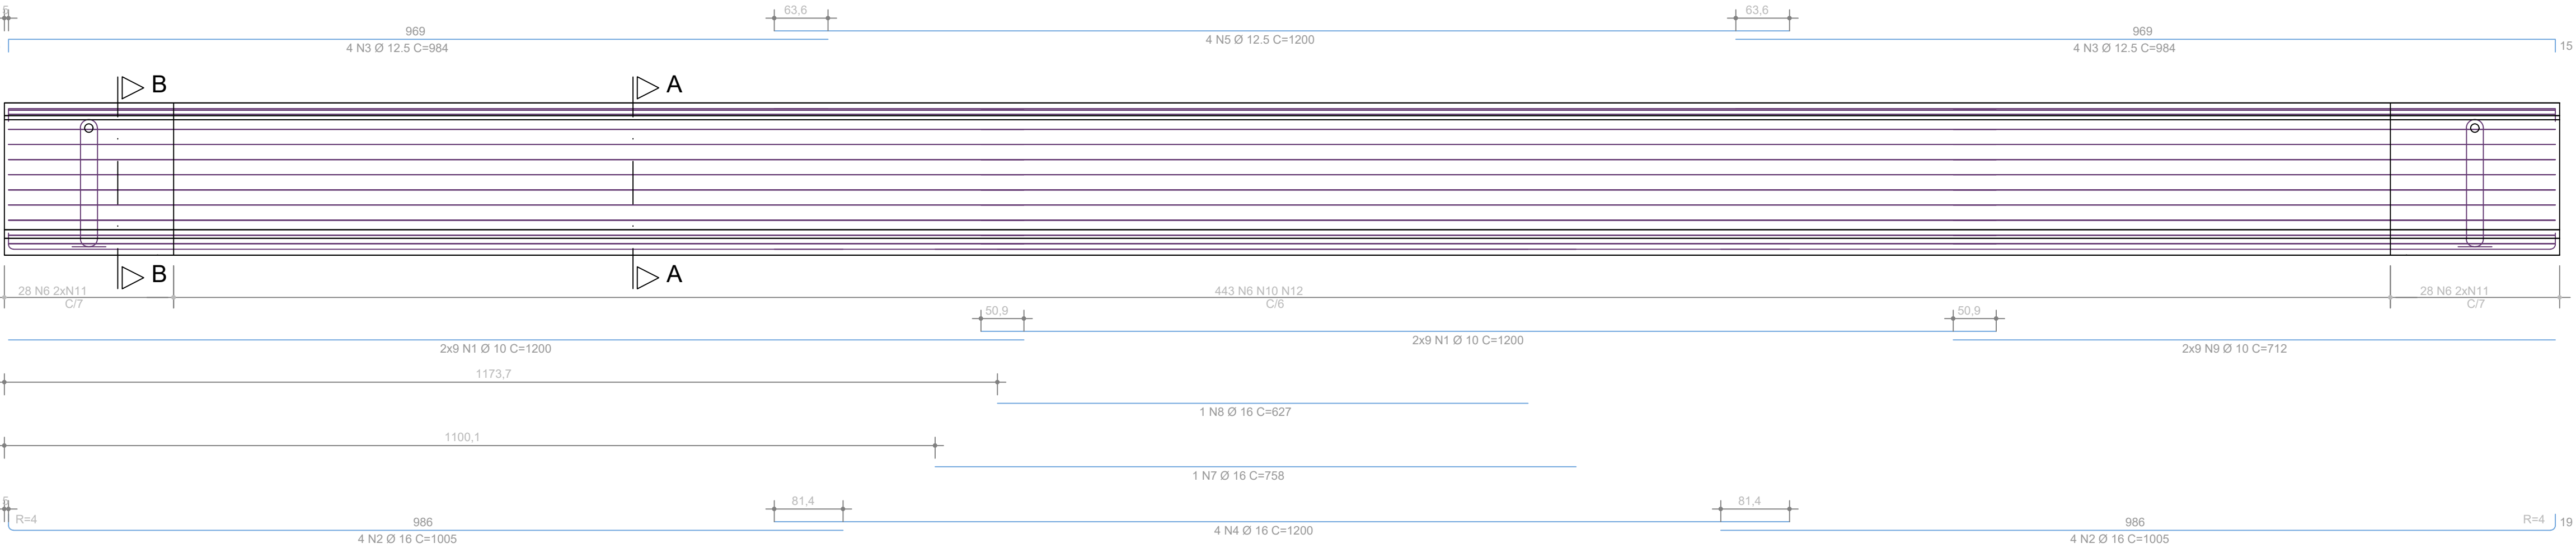 5
63,6
63,6
969
4 N3 Ø 12.5 C=984
4 N5 Ø 12.5 C=1200
969
4 N3 Ø 12.5 C=984
15
B
A
B
A
28 N6 2xN11
C/7
443 N6 N10 N12
C/6
28 N6 2xN11
C/7
50,9
50,9
2x9 N1 Ø 10 C=1200
2x9 N1 Ø 10 C=1200
2x9 N9 Ø 10 C=712
1173,7
1 N8 Ø 16 C=627
1100,1
1 N7 Ø 16 C=758
5
81,4
81,4
R=4
986
4 N2 Ø 16 C=1005
4 N4 Ø 16 C=1200
986
4 N2 Ø 16 C=1005
R=4
19